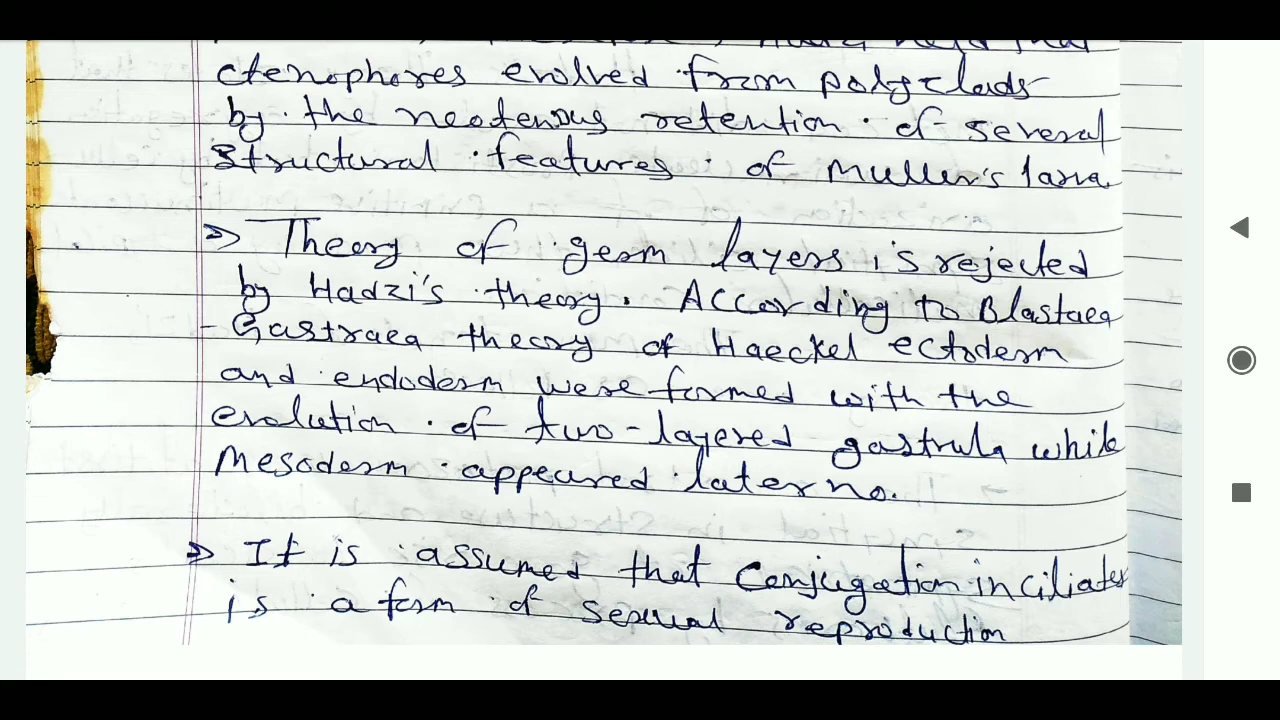 ctenophores evolved from polyclads
by the neotenous retention of several
structural features of Muller's larva
⇒ Theory of germ layers is rejected
by Hadzi's theory. According to Blastaea
- Gastraea theory of Haeckel ectoderm
and endoderm were formed with the
evolution of two-layered gastrula while
Mesoderm appeared later no.
⇒ It is assumed that Conjugation in ciliates
is a form of sexual reproduction